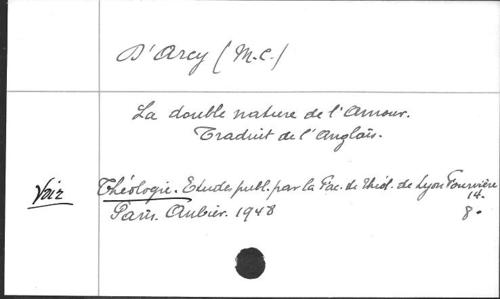 D'Arcy (M.C.)
La double nature de l'Amour.
Traduit de l'Anglais.
Voir Théologie. Etudes publ. par la Fac. de Théol. de Lyon Fourvière
14.
Paris. Aubier. 1948 8°